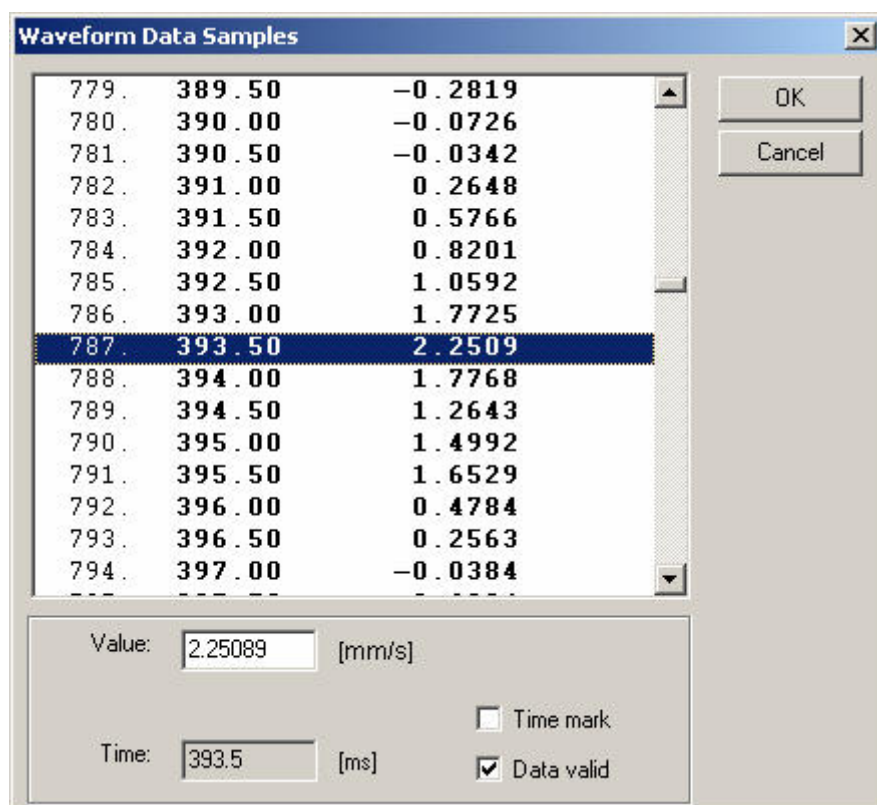 Waveform Data Samples
779. 389.50 −0.2819
780. 390.00 −0.0726
781. 390.50 −0.0342
782. 391.00 0.2648
783. 391.50 0.5766
784. 392.00 0.8201
785. 392.50 1.0592
786. 393.00 1.7725
787. 393.50 2.2509
788. 394.00 1.7768
789. 394.50 1.2643
790. 395.00 1.4992
791. 395.50 1.6529
792. 396.00 0.4784
793. 396.50 0.2563
794. 397.00 −0.0384
OK
Cancel
Value: 2.25089 [mm/s]
Time mark
Time: 393.5 [ms]
Data valid